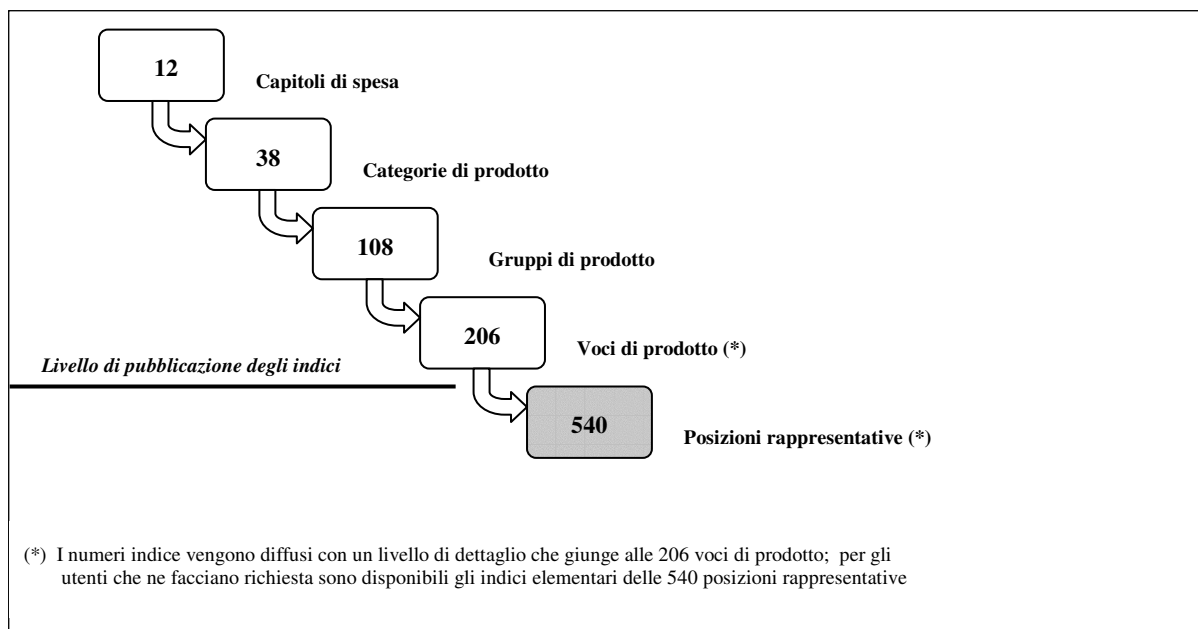 12
Capitoli di spesa
38
Categorie di prodotto
108
Gruppi di prodotto
206
Voci di prodotto (*)
Livello di pubblicazione degli indici
540
Posizioni rappresentative (*)
(*) I numeri indice vengono diffusi con un livello di dettaglio che giunge alle 206 voci di prodotto; per gli
utenti che ne facciano richiesta sono disponibili gli indici elementari delle 540 posizioni rappresentative